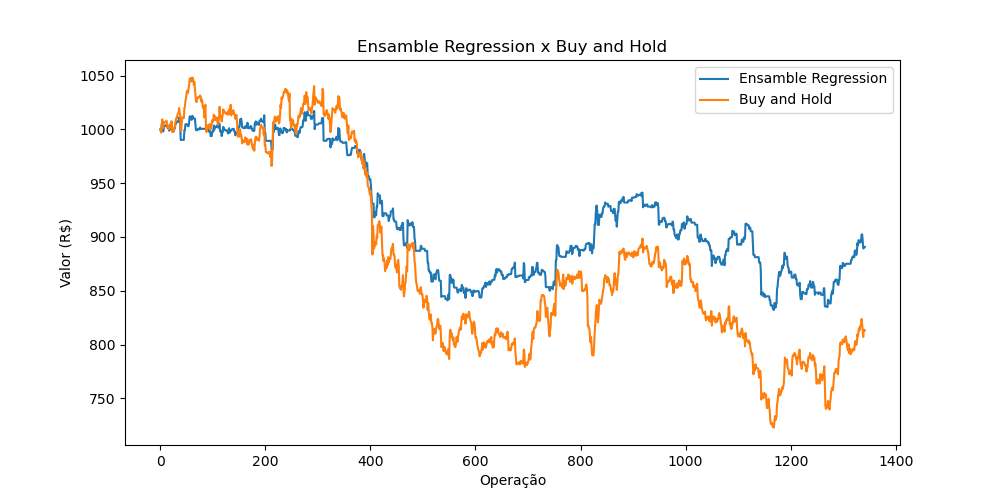 Ensamble Regression x Buy and Hold
Ensamble Regression
Buy and Hold
Valor (R$)
1050
1000
950
900
850
800
750
0 200 400 600 800 1000 1200 1400
Operação